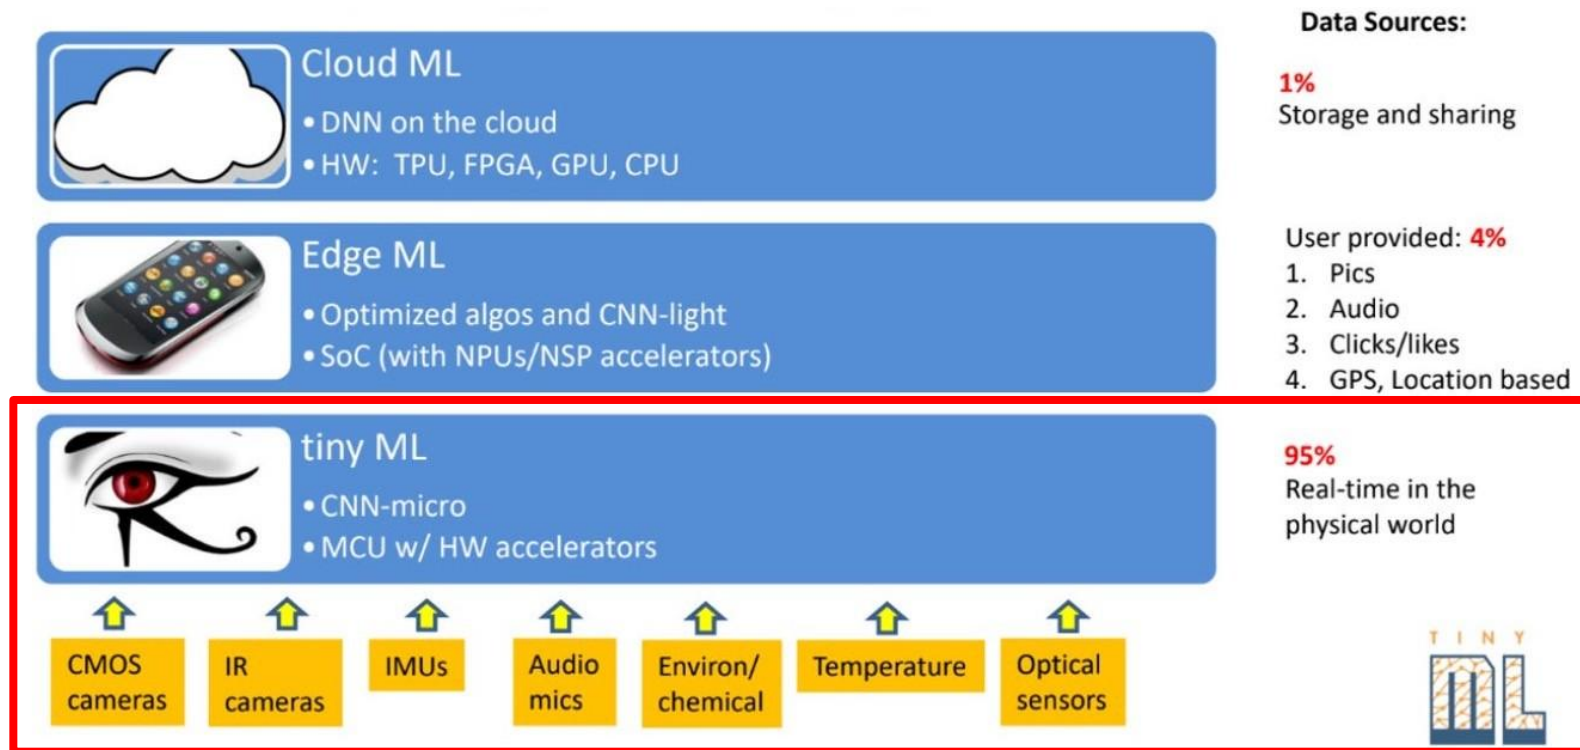 Data Sources:
Cloud ML
• DNN on the cloud
• HW: TPU, FPGA, GPU, CPU
1%
Storage and sharing
Edge ML
• Optimized algos and CNN-light
• SoC (with NPUs/NSP accelerators)
User provided: 4%
1. Pics
2. Audio
3. Clicks/likes
4. GPS, Location based
tiny ML
• CNN-micro
• MCU w/ HW accelerators
95%
Real-time in the
physical world
CMOS
cameras
IR
cameras
IMUs
Audio
mics
Environ/
chemical
Temperature
Optical
sensors
TINY
ML